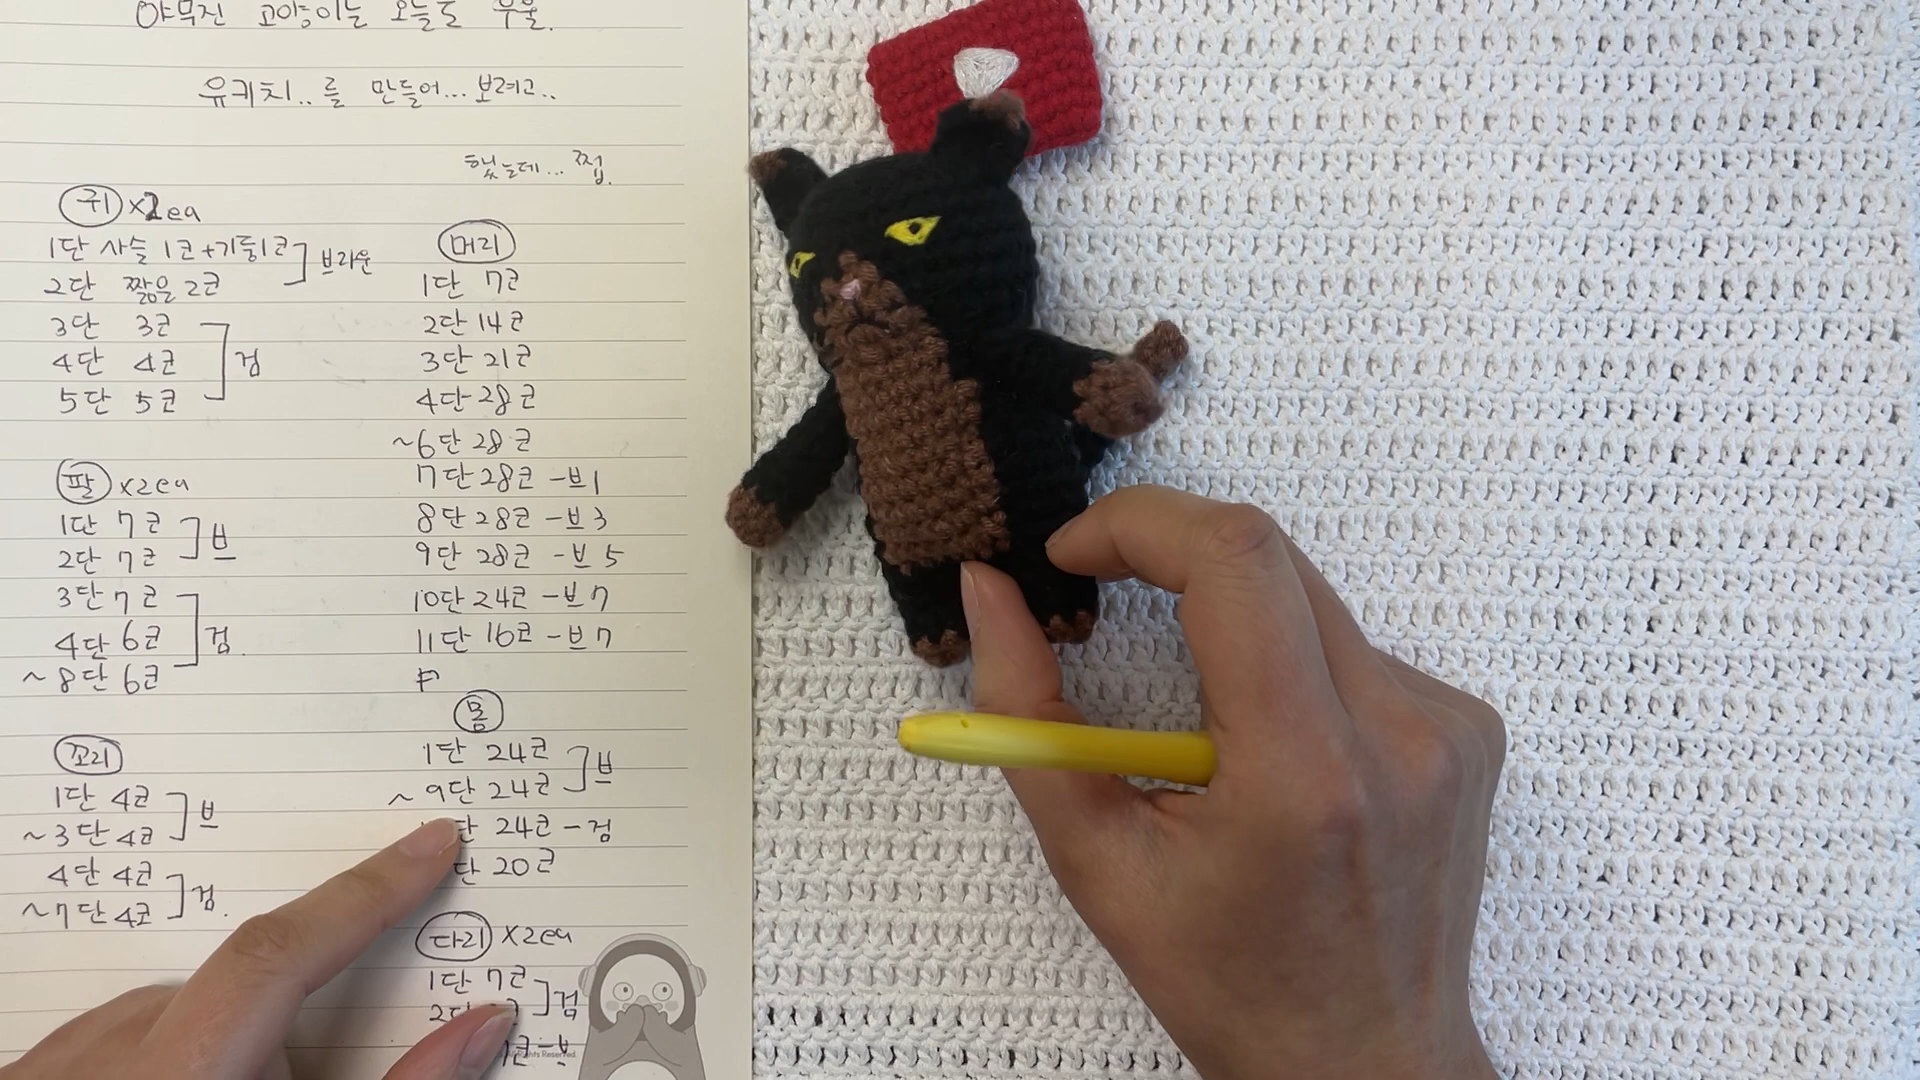 야무진 고양이는 오늘도 우울.
유키치.. 를 만들어... 보려고..
했는데... 쩝.
귀 x2ea
1단 사슬 1코+기둥1코
2단 짧은 2코
브라운
3단 3코
4단 4코
5단 5코
검
팔 x2ea
1단 7코
2단 7코
브
3단 7코
4단 6코
~8단 6코
검.
꼬리
1단 4코
~3단 4코
브
4단 4코
~7단 4코
검.
머리
1단 7코
2단 14코
3단 21코
4단 28코
~6단 28코
7단 28코 -브1
8단 28코 -브3
9단 28코 -브5
10단 24코 -브7
11단 16코 -브7
F
몸
1단 24코
~9단 24코
브
단 24코 -검
단 20코
다리 x2ea
1단 7코
검
코-브
Rights Reserved